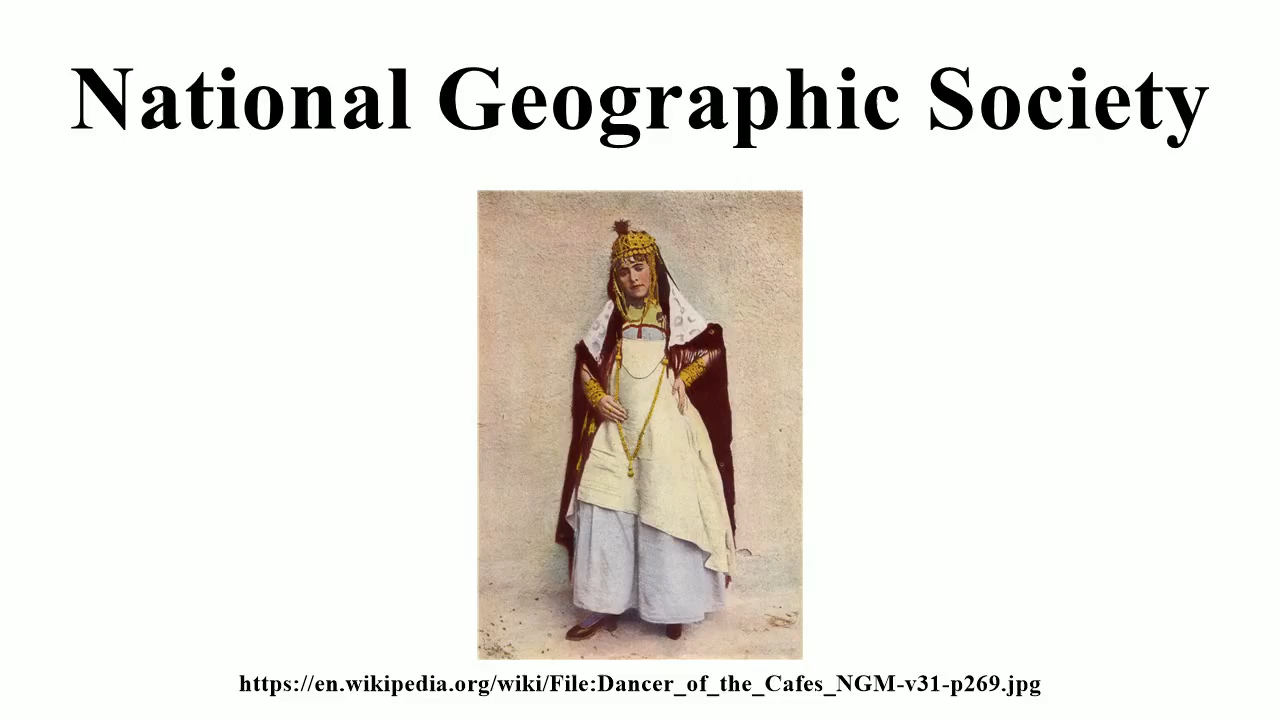 National Geographic Society
https://en.wikipedia.org/wiki/File:Dancer_of_the_Cafes_NGM-v31-p269.jpg